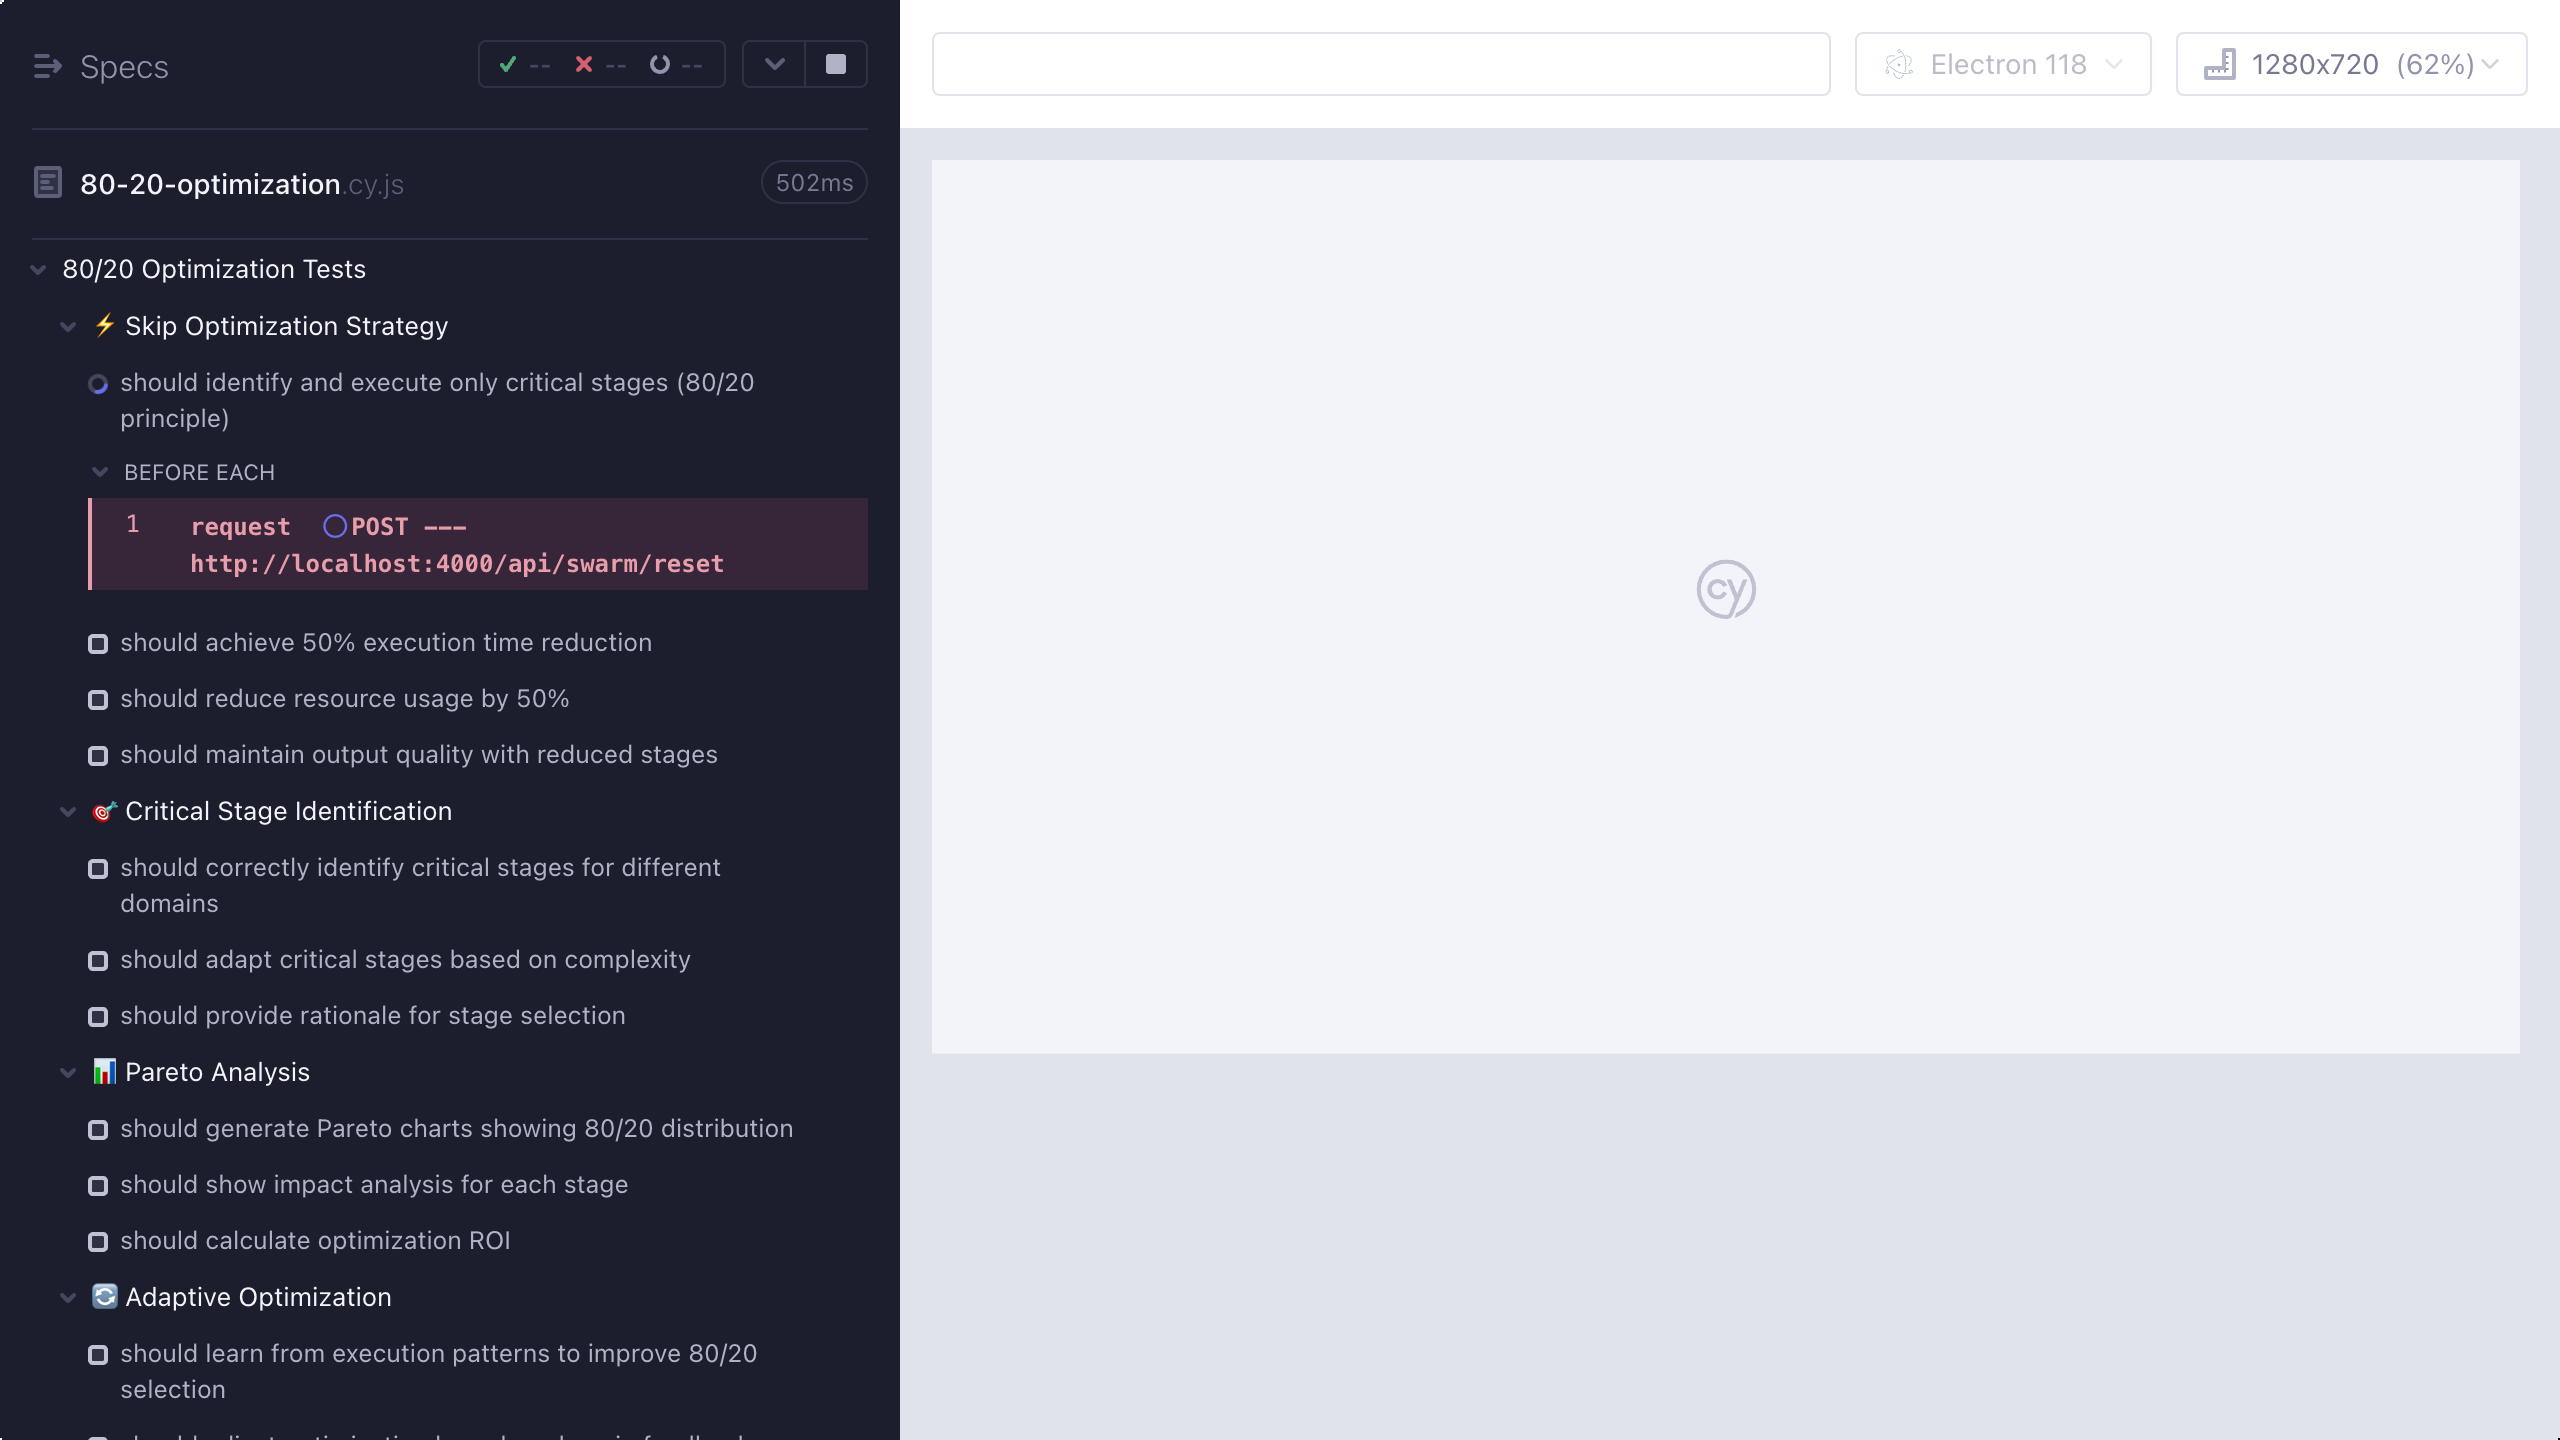 Specs
--
--
--
80-20-optimization.cy.js
502ms
80/20 Optimization Tests
⚡ Skip Optimization Strategy
should identify and execute only critical stages (80/20
principle)
BEFORE EACH
1 request POST ---
http://localhost:4000/api/swarm/reset
should achieve 50% execution time reduction
should reduce resource usage by 50%
should maintain output quality with reduced stages
🎯 Critical Stage Identification
should correctly identify critical stages for different
domains
should adapt critical stages based on complexity
should provide rationale for stage selection
📊 Pareto Analysis
should generate Pareto charts showing 80/20 distribution
should show impact analysis for each stage
should calculate optimization ROI
🔄 Adaptive Optimization
should learn from execution patterns to improve 80/20
selection
Electron 118
1280x720 (62%)
cy